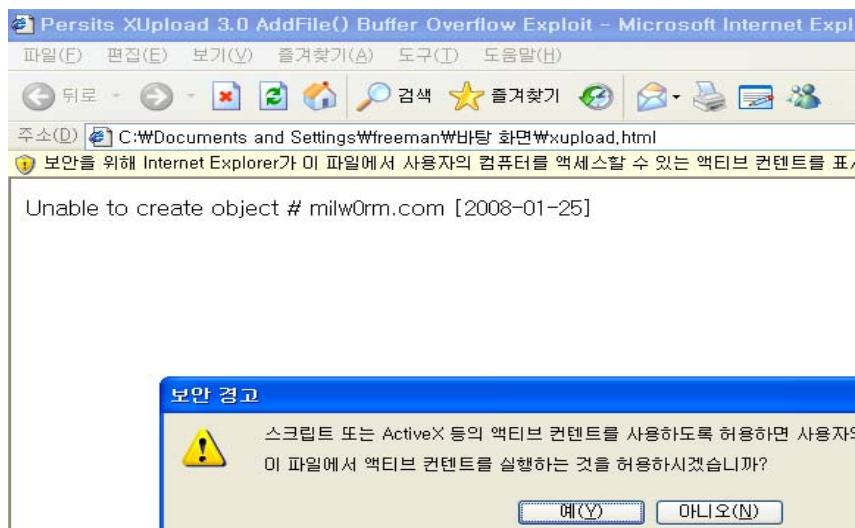 Persits XUpload 3.0 AddFile() Buffer Overflow Exploit - Microsoft Internet Expl
파일(F) 편집(E) 보기(V) 즐겨찾기(A) 도구(T) 도움말(H)
뒤로 검색 즐겨찾기
주소(D) C:₩Documents and Settings₩freeman₩바탕 화면₩xupload.html
보안을 위해 Internet Explorer가 이 파일에서 사용자의 컴퓨터를 액세스할 수 있는 액티브 컨텐트를 표
Unable to create object # milw0rm.com [2008-01-25]
보안 경고
스크립트 또는 ActiveX 등의 액티브 컨텐트를 사용하도록 허용하면 사용자의
이 파일에서 액티브 컨텐트를 실행하는 것을 허용하시겠습니까?
예(Y) 아니오(N)